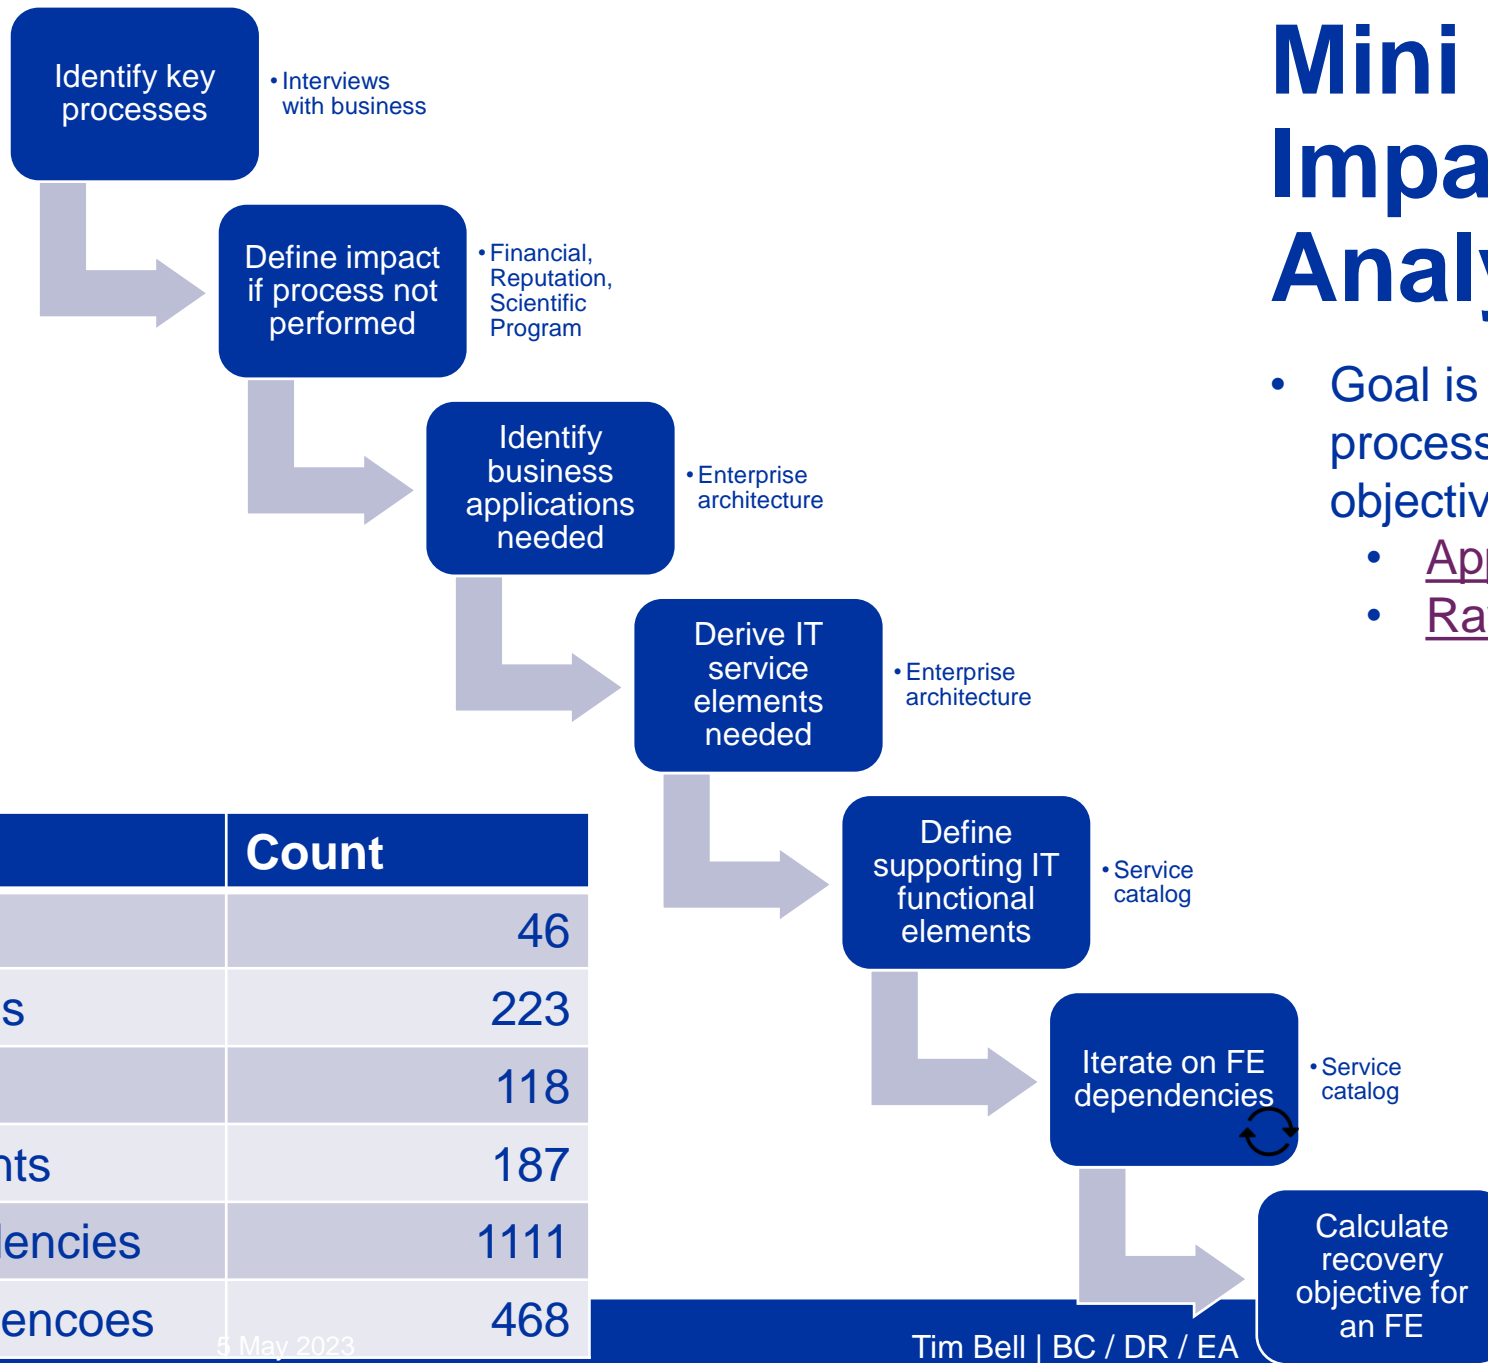 Mini
Impa
Analy
Identify key
processes
• Interviews
with business
Define impact
if process not
performed
• Financial,
Reputation,
Scientific
Program
Identify
business
applications
needed
• Enterprise
architecture
Derive IT
service
elements
needed
• Enterprise
architecture
Define
supporting IT
functional
elements
• Service
catalog
Iterate on FE
dependencies
• Service
catalog
Calculate
recovery
objective for
an FE
• Goal is
process
objectiv
• App
• Ra
Count
46
s 223
118
nts 187
lencies 1111
encoes 468
5 May 2023
Tim Bell | BC / DR / EA